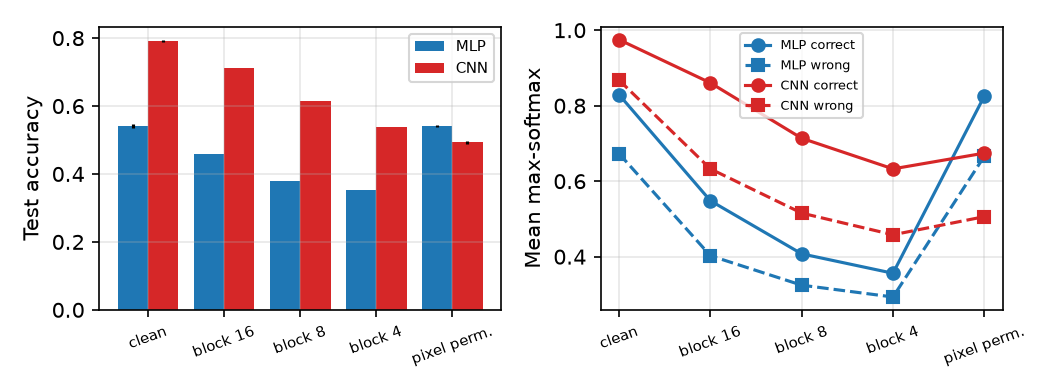 Test accuracy
0.8
0.6
0.4
0.2
0.0
clean
block 16
block 8
block 4
pixel perm.
MLP
CNN
Mean max-softmax
1.0
0.8
0.6
0.4
clean
block 16
block 8
block 4
pixel perm.
MLP correct
MLP wrong
CNN correct
CNN wrong